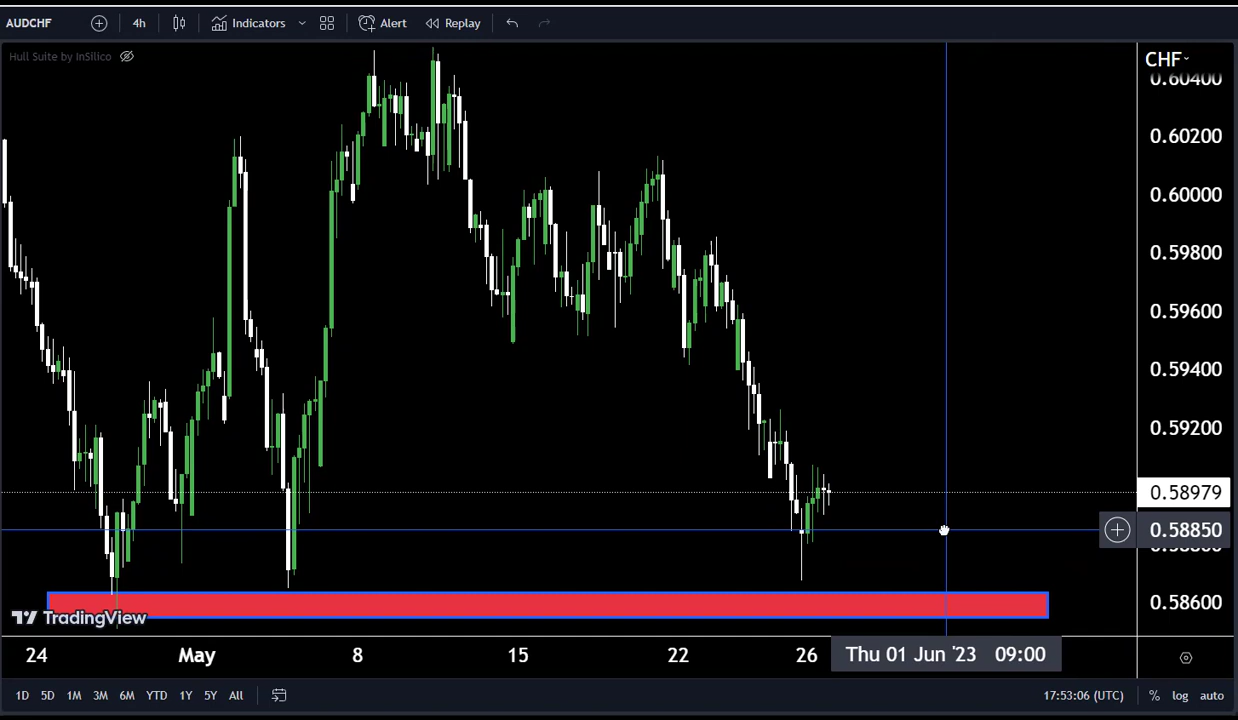 AUDCHF 4h Indicators Alert Replay
Hull Suite by InSilico
CHF
0.60400
0.60200
0.60000
0.59800
0.59600
0.59400
0.59200
0.58979
0.58850
0.58600
TradingView
24 May 8 15 22 26 Thu 01 Jun '23 09:00
1D 5D 1M 3M 6M YTD 1Y 5Y All 17:53:06 (UTC) % log auto